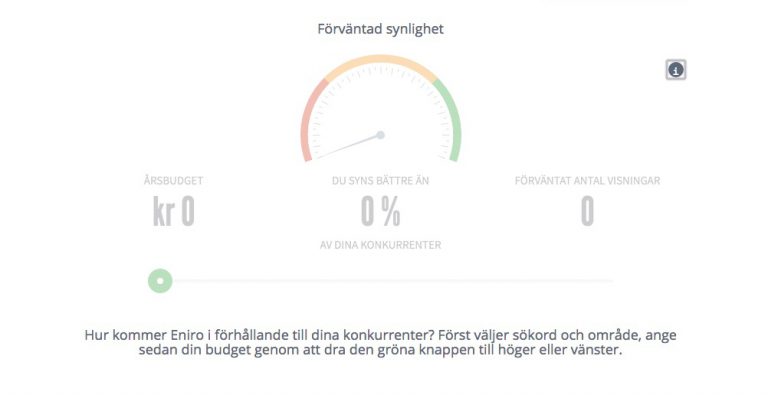 Förväntad synlighet
i
ÅRSBUDGET
DU SYNS BÄTTRE ÄN
FÖRVÄNTAT ANTAL VISNINGAR
kr 0
0 %
0
AV DINA KONKURRENTER
Hur kommer Eniro i förhållande till dina konkurrenter? Först väljer sökord och område, ange
sedan din budget genom att dra den gröna knappen till höger eller vänster.